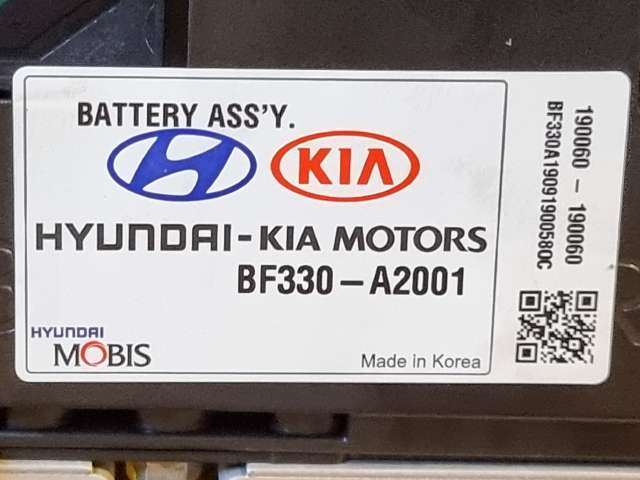 BATTERY ASS'Y.
KIA
HYUNDAI-KIA MOTORS
BF330-A2001
HYUNDAI
MOBIS
Made in Korea
190060 - 190060
BF330A19091900580C